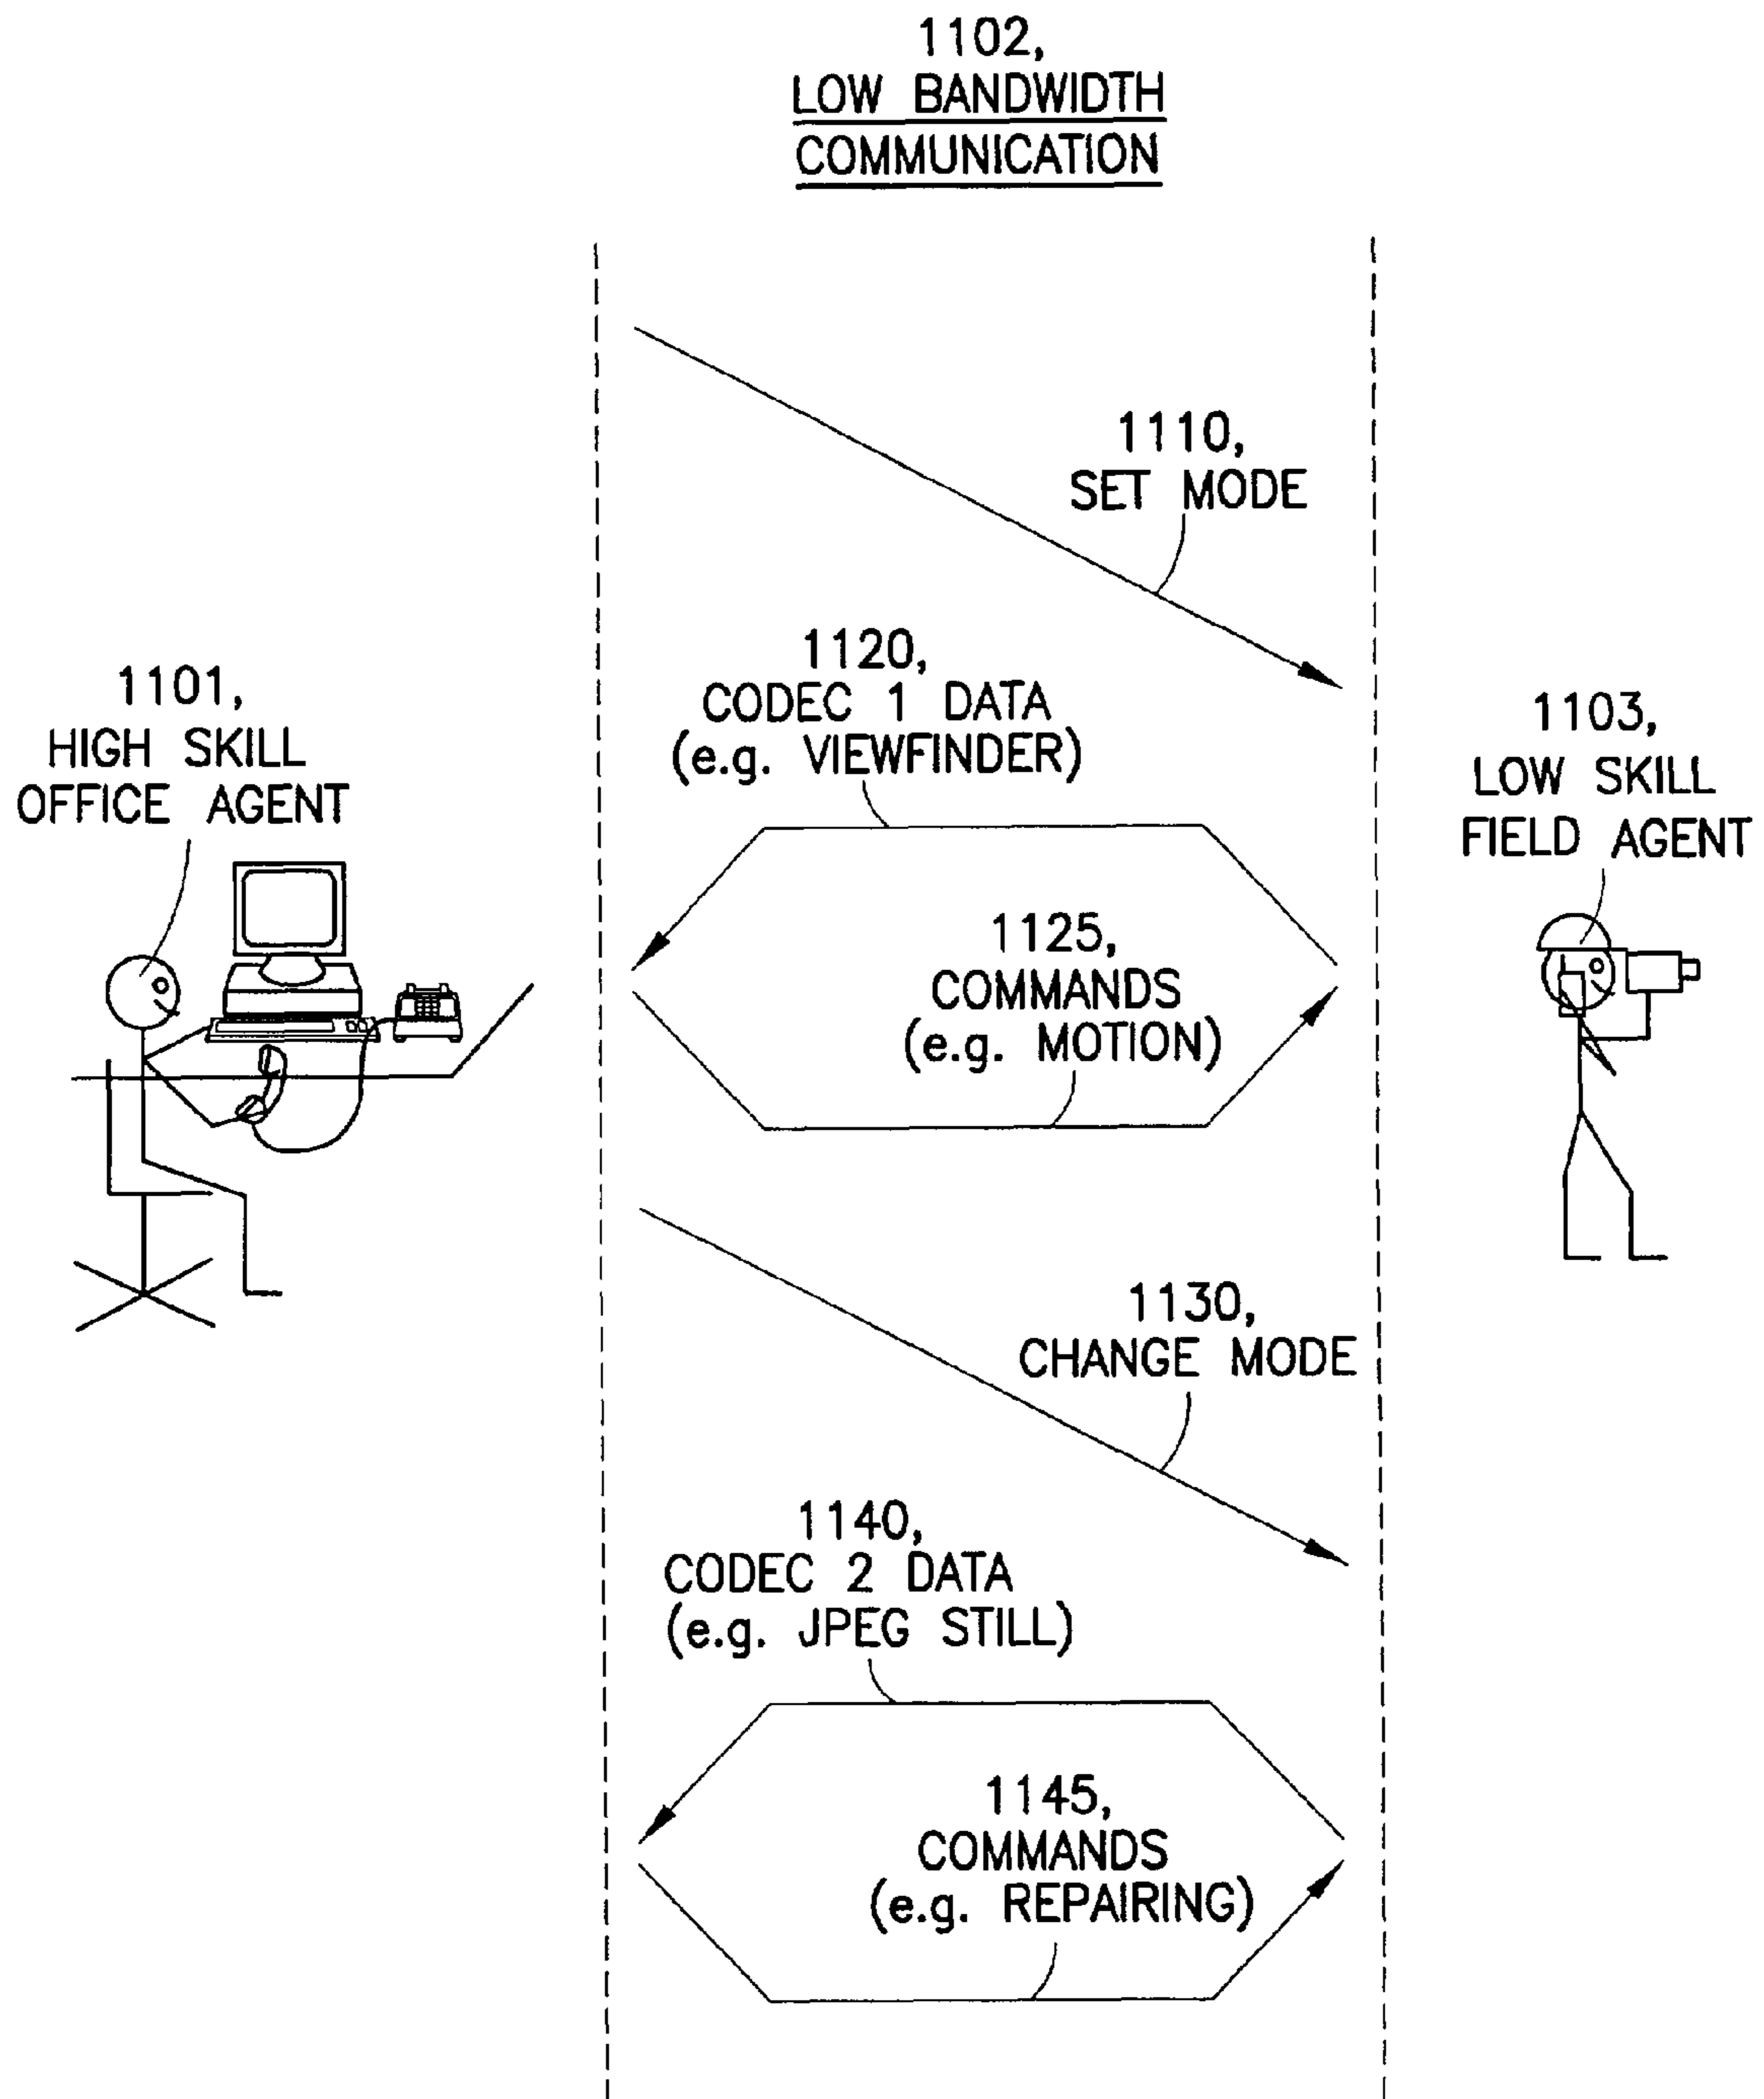 1102,
LOW BANDWIDTH
COMMUNICATION
1110,
SET MODE
1120,
CODEC 1 DATA
(e.g. VIEWFINDER)
1101,
HIGH SKILL
OFFICE AGENT
1103,
LOW SKILL
FIELD AGENT
1125,
COMMANDS
(e.g. MOTION)
1130,
CHANGE MODE
1140,
CODEC 2 DATA
(e.g. JPEG STILL)
1145,
COMMANDS
(e.g. REPAIRING)